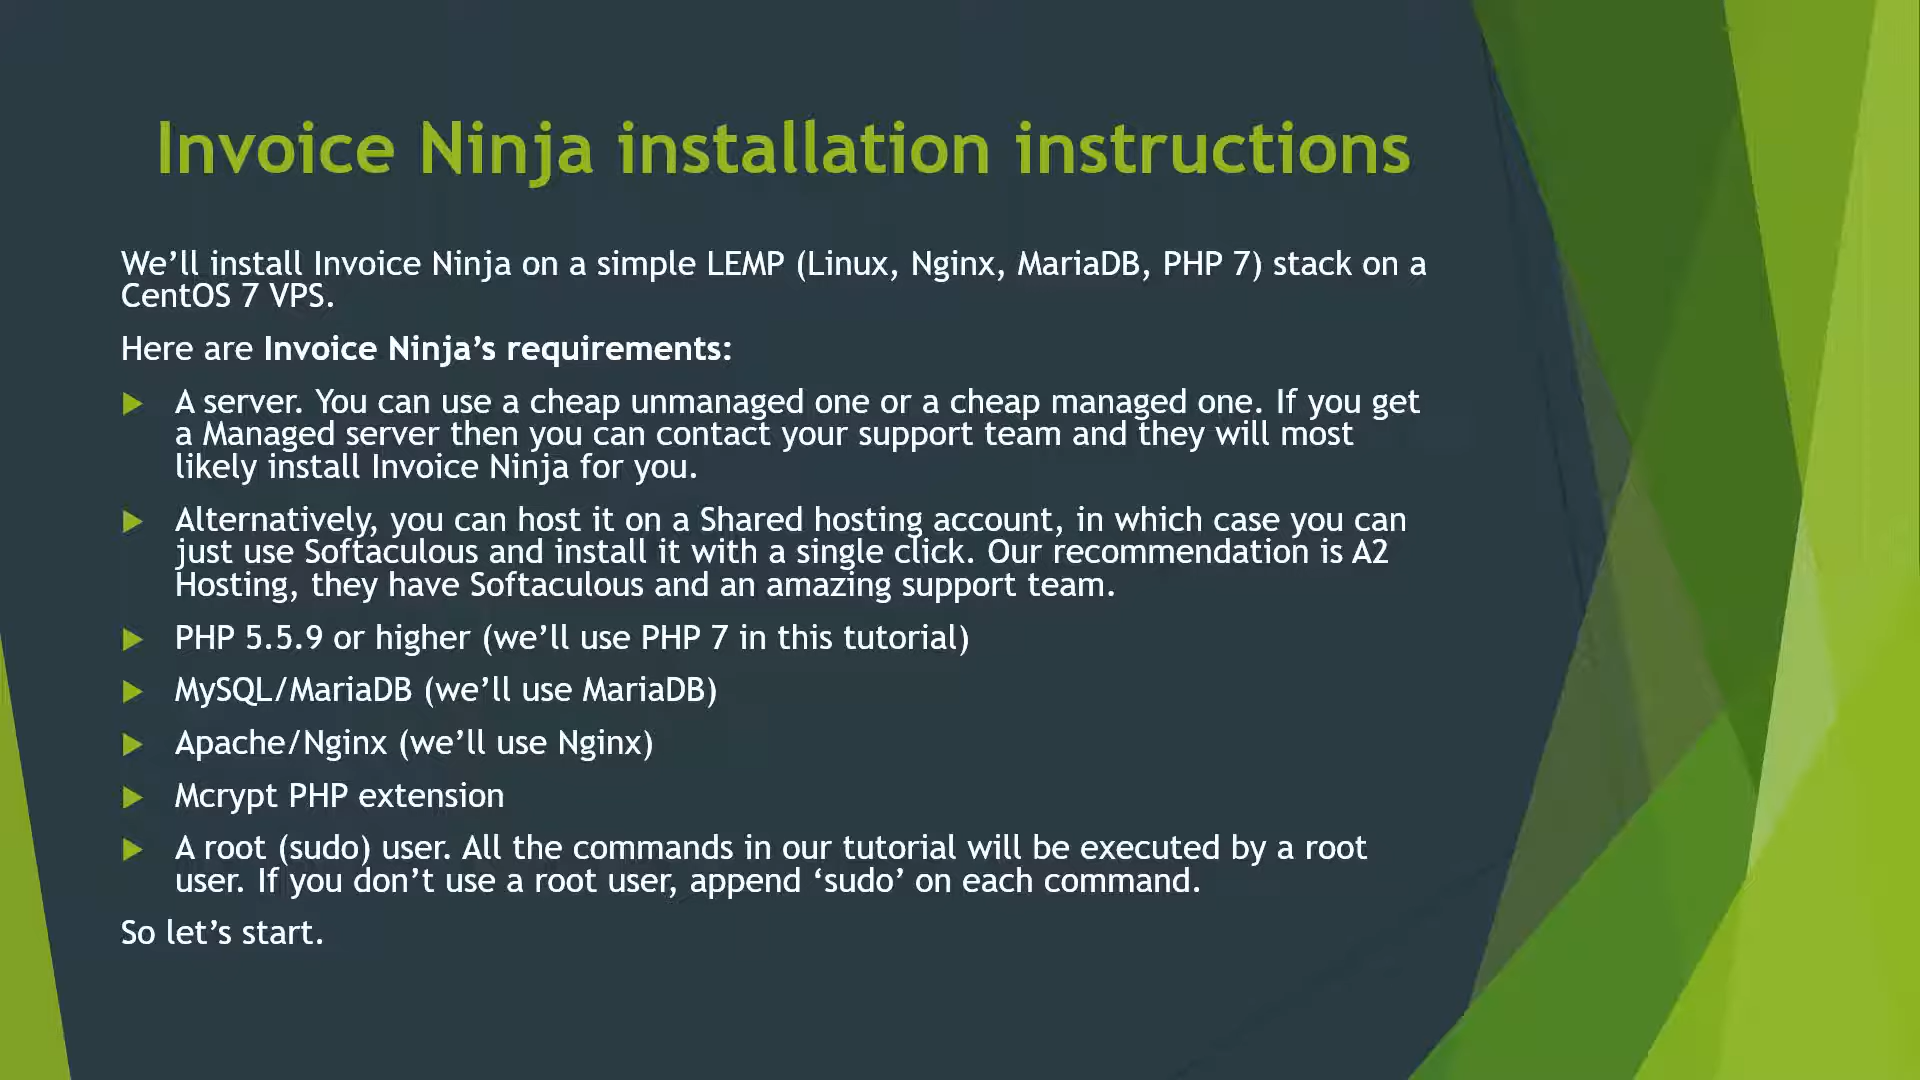 Invoice Ninja installation instructions
We’ll install Invoice Ninja on a simple LEMP (Linux, Nginx, MariaDB, PHP 7) stack on a
CentOS 7 VPS.
Here are Invoice Ninja’s requirements:
A server. You can use a cheap unmanaged one or a cheap managed one. If you get
a Managed server then you can contact your support team and they will most
likely install Invoice Ninja for you.
Alternatively, you can host it on a Shared hosting account, in which case you can
just use Softaculous and install it with a single click. Our recommendation is A2
Hosting, they have Softaculous and an amazing support team.
PHP 5.5.9 or higher (we’ll use PHP 7 in this tutorial)
MySQL/MariaDB (we’ll use MariaDB)
Apache/Nginx (we’ll use Nginx)
Mcrypt PHP extension
A root (sudo) user. All the commands in our tutorial will be executed by a root
user. If you don’t use a root user, append ‘sudo’ on each command.
So let’s start.